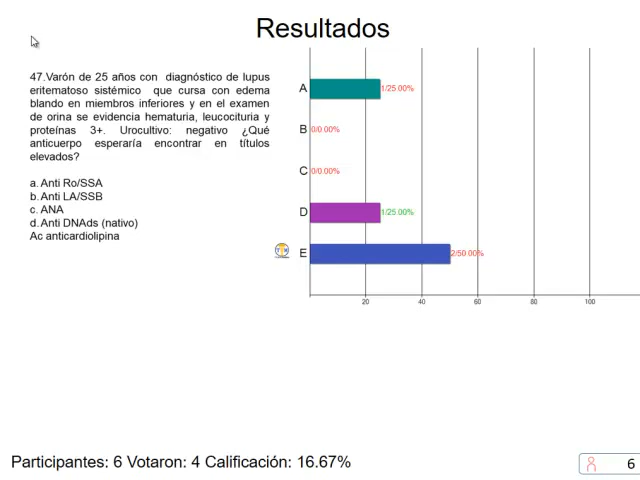 Resultados
47.Varón de 25 años con diagnóstico de lupus
eritematoso sistémico que cursa con edema
blando en miembros inferiores y en el examen
de orina se evidencia hematuria, leucocituria y
proteínas 3+. Urocultivo: negativo ¿Qué
anticuerpo esperaría encontrar en títulos
elevados?
a. Anti Ro/SSA
b. Anti LA/SSB
c. ANA
d. Anti DNAds (nativo)
Ac anticardiolipina
A 1/25.00%
B 0/0.00%
C 0/0.00%
D 1/25.00%
E 2/50.00%
20 40 60 80 100
Participantes: 6 Votaron: 4 Calificación: 16.67%
6